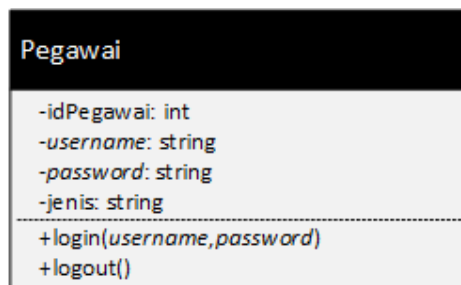 Pegawai
-idPegawai: int
-username: string
-password: string
-jenis: string
+login(username,password)
+logout()